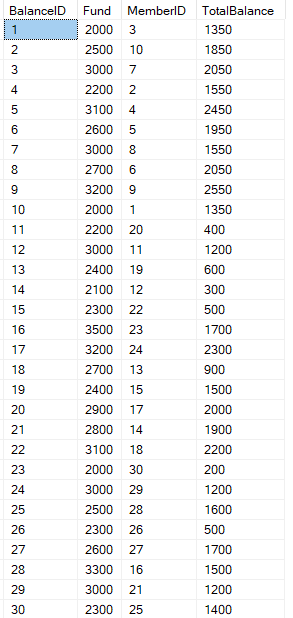 BalanceID Fund MemberID TotalBalance
1 2000 3 1350
2 2500 10 1850
3 3000 7 2050
4 2200 2 1550
5 3100 4 2450
6 2600 5 1950
7 3000 8 1550
8 2700 6 2050
9 3200 9 2550
10 2000 1 1350
11 2200 20 400
12 3000 11 1200
13 2400 19 600
14 2100 12 300
15 2300 22 500
16 3500 23 1700
17 3200 24 2300
18 2700 13 900
19 2400 15 1500
20 2900 17 2000
21 2800 14 1900
22 3100 18 2200
23 2000 30 200
24 3000 29 1200
25 2500 28 1600
26 2300 26 500
27 2600 27 1700
28 3300 16 1500
29 3000 21 1200
30 2300 25 1400